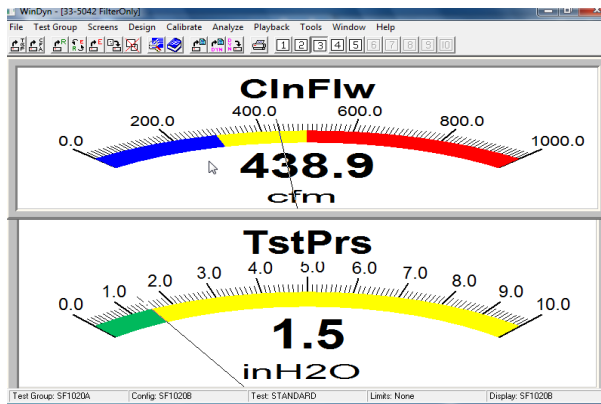 WinDyn - [33-5042 FilterOnly]
File Test Group Screens Design Calibrate Analyze Playback Tools Window Help
1 2 3 4 5 6 7 8 9 10
ClnFlw
0.0 200.0 400.0 600.0 800.0 1000.0
438.9
cfm
TstPrs
0.0 1.0 2.0 3.0 4.0 5.0 6.0 7.0 8.0 9.0 10.0
1.5
inH2O
Test Group: SF1020A Config: SF1020B Test: STANDARD Limits: None Display: SF1020B